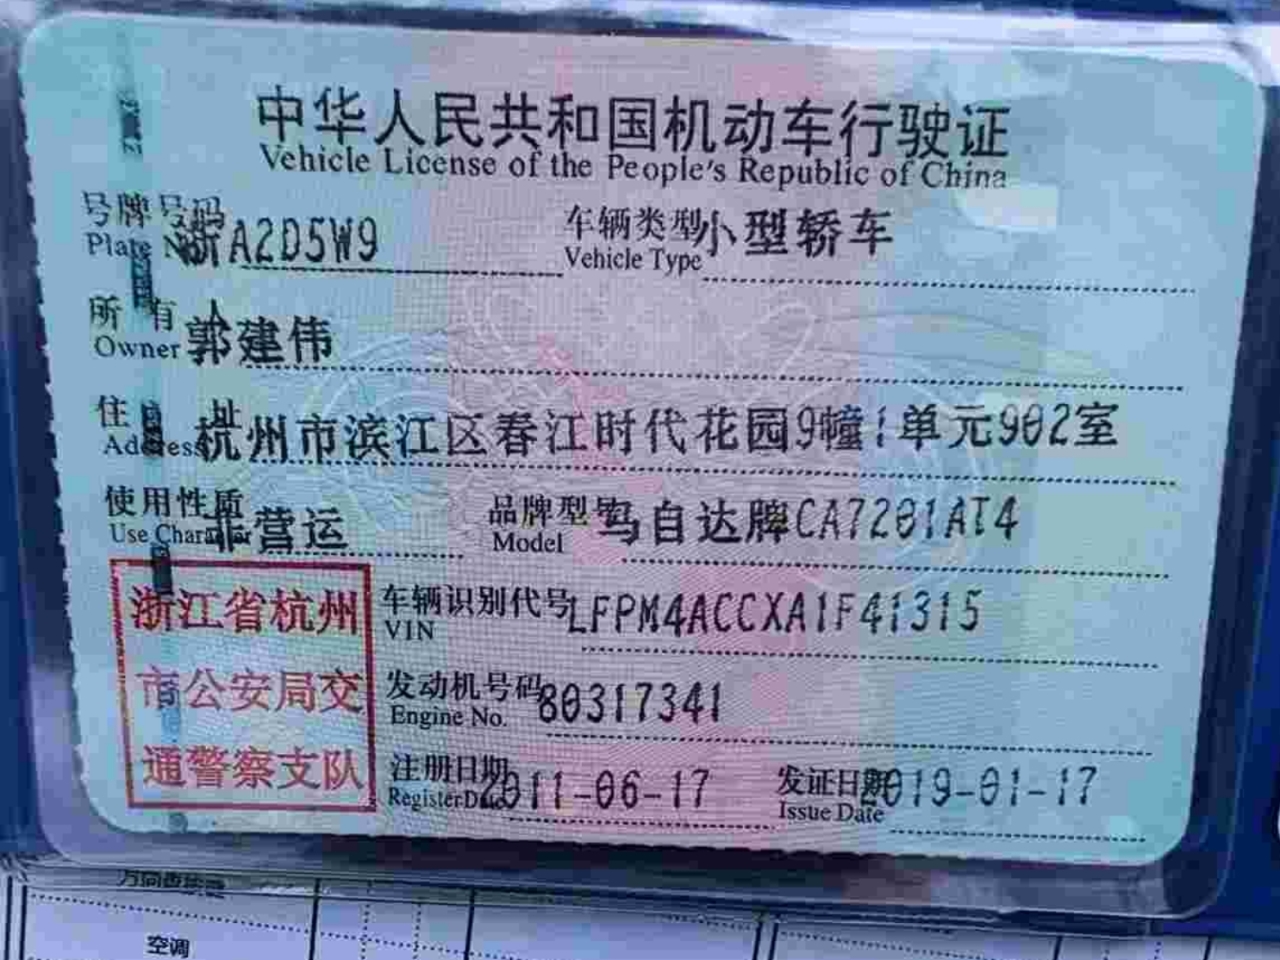 中华人民共和国机动车行驶证
Vehicle License of the People's Republic of China
号牌号码 浙A2D5W9 车辆类型 小型轿车
Plate Vehicle Type
所有人 郭建伟
Owner
住址 杭州市滨江区春江时代花园9幢1单元902室
Address
使用性质 非营运 品牌型号 马自达牌CA7201AT4
Use Character Model
浙江省杭州
市公安局交
通警察支队
车辆识别代号 LFPM4ACCXA1F41315
VIN
发动机号码 80317341
Engine No.
注册日期 2011-06-17 发证日期 2019-01-17
Register Date Issue Date
空调